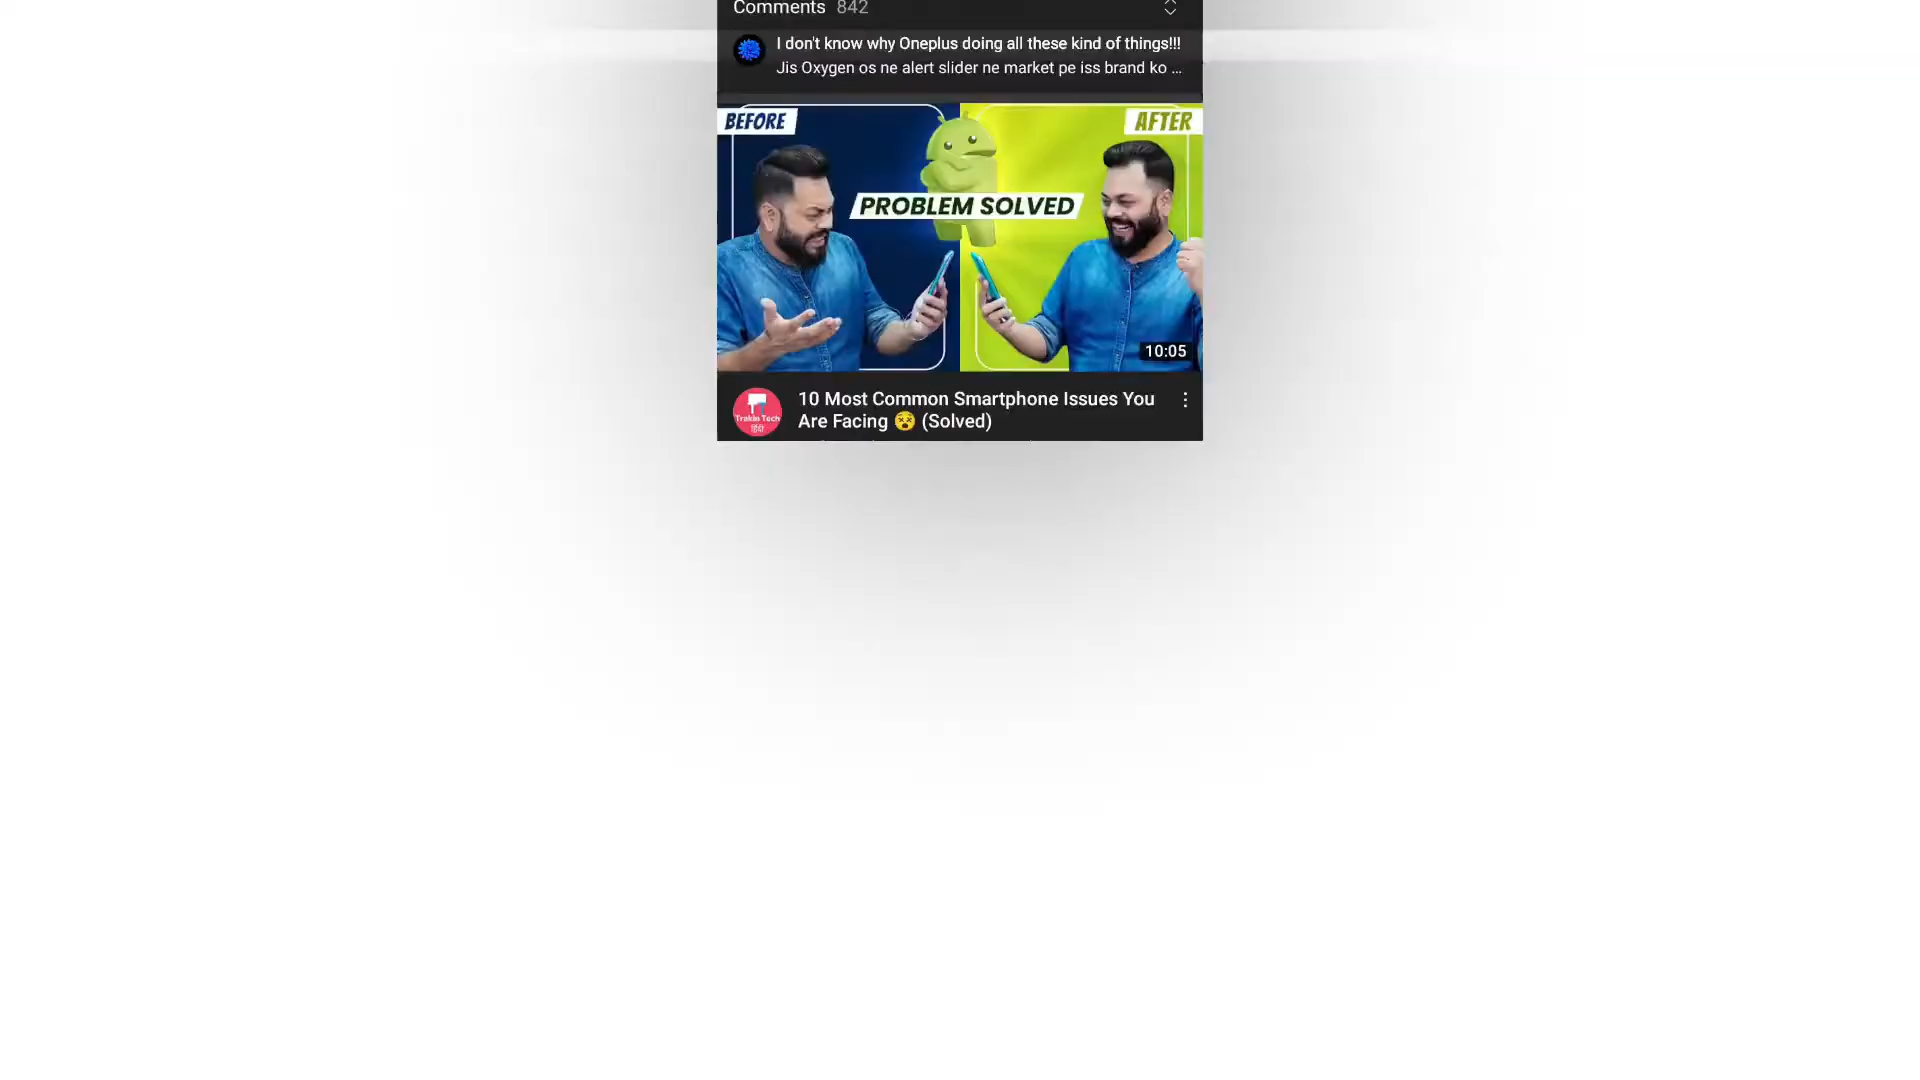 Comments 842
I don't know why Oneplus doing all these kind of things!!!
Jis Oxygen os ne alert slider ne market pe iss brand ko ...
BEFORE
AFTER
PROBLEM SOLVED
10:05
10 Most Common Smartphone Issues You
Are Facing 😵 (Solved)
Trakin Tech
हिंदी